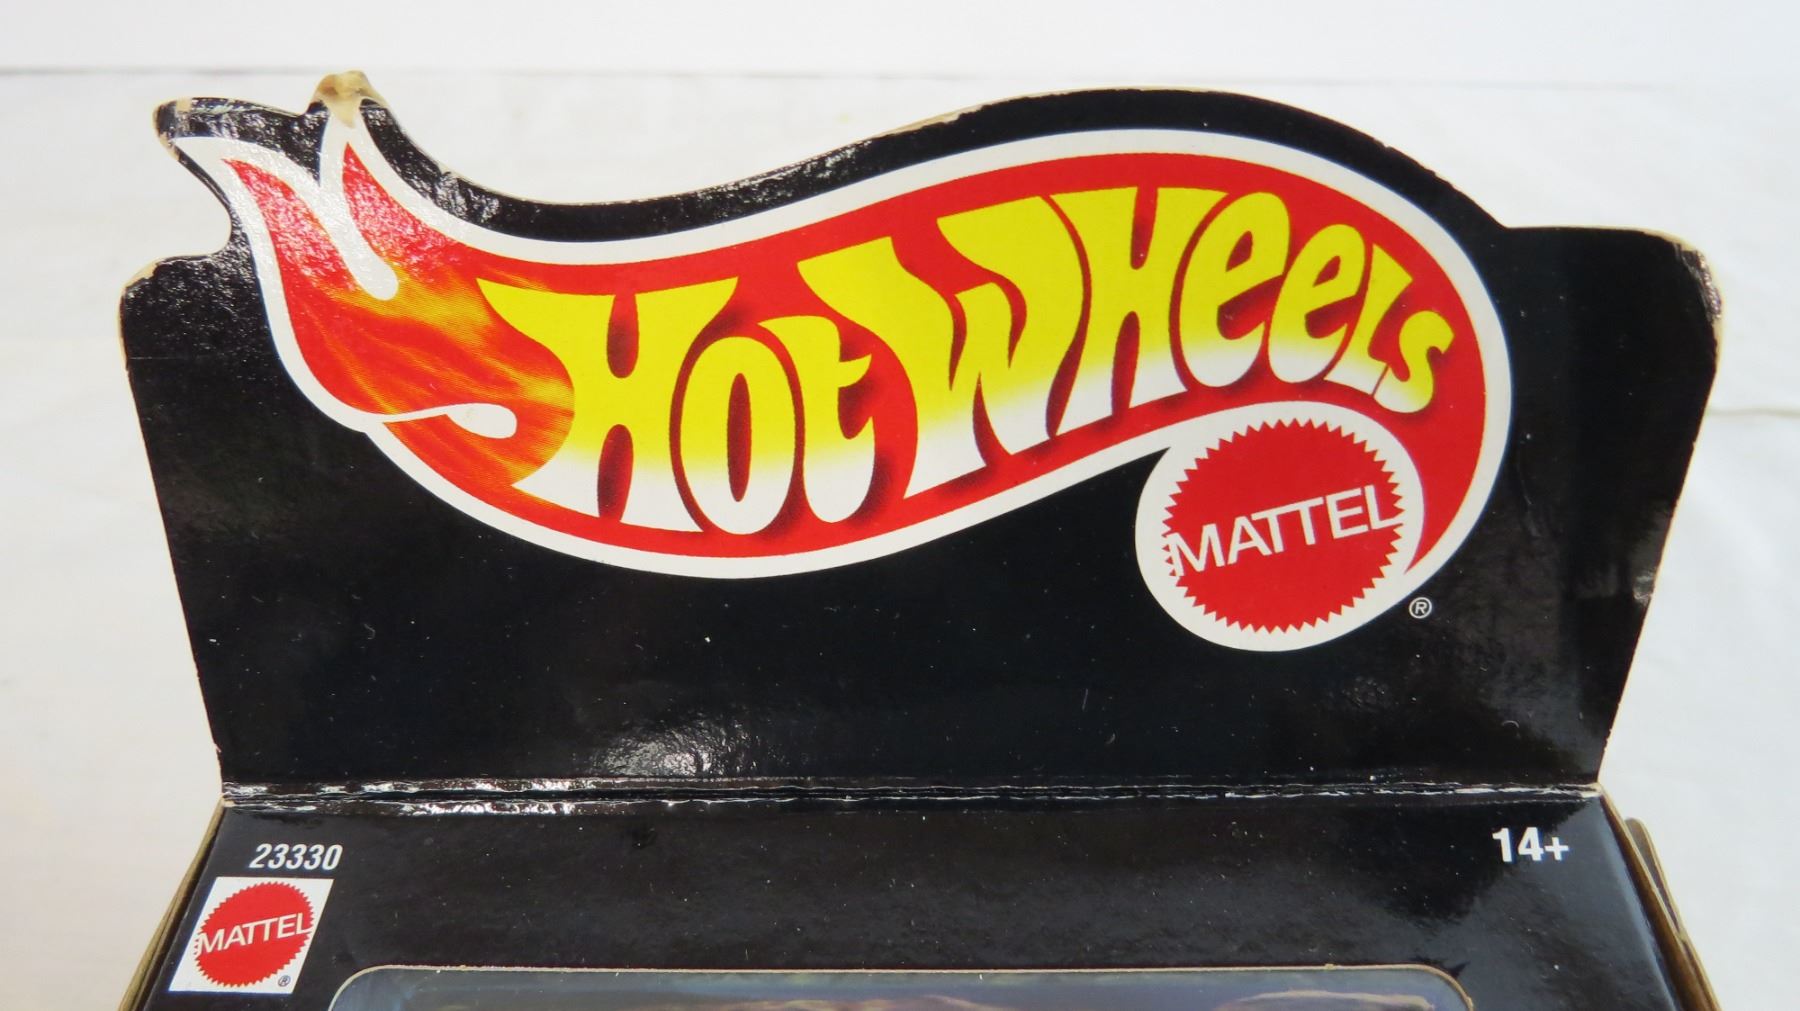 Hot Wheels
MATTEL
®
23330
14+
MATTEL
®